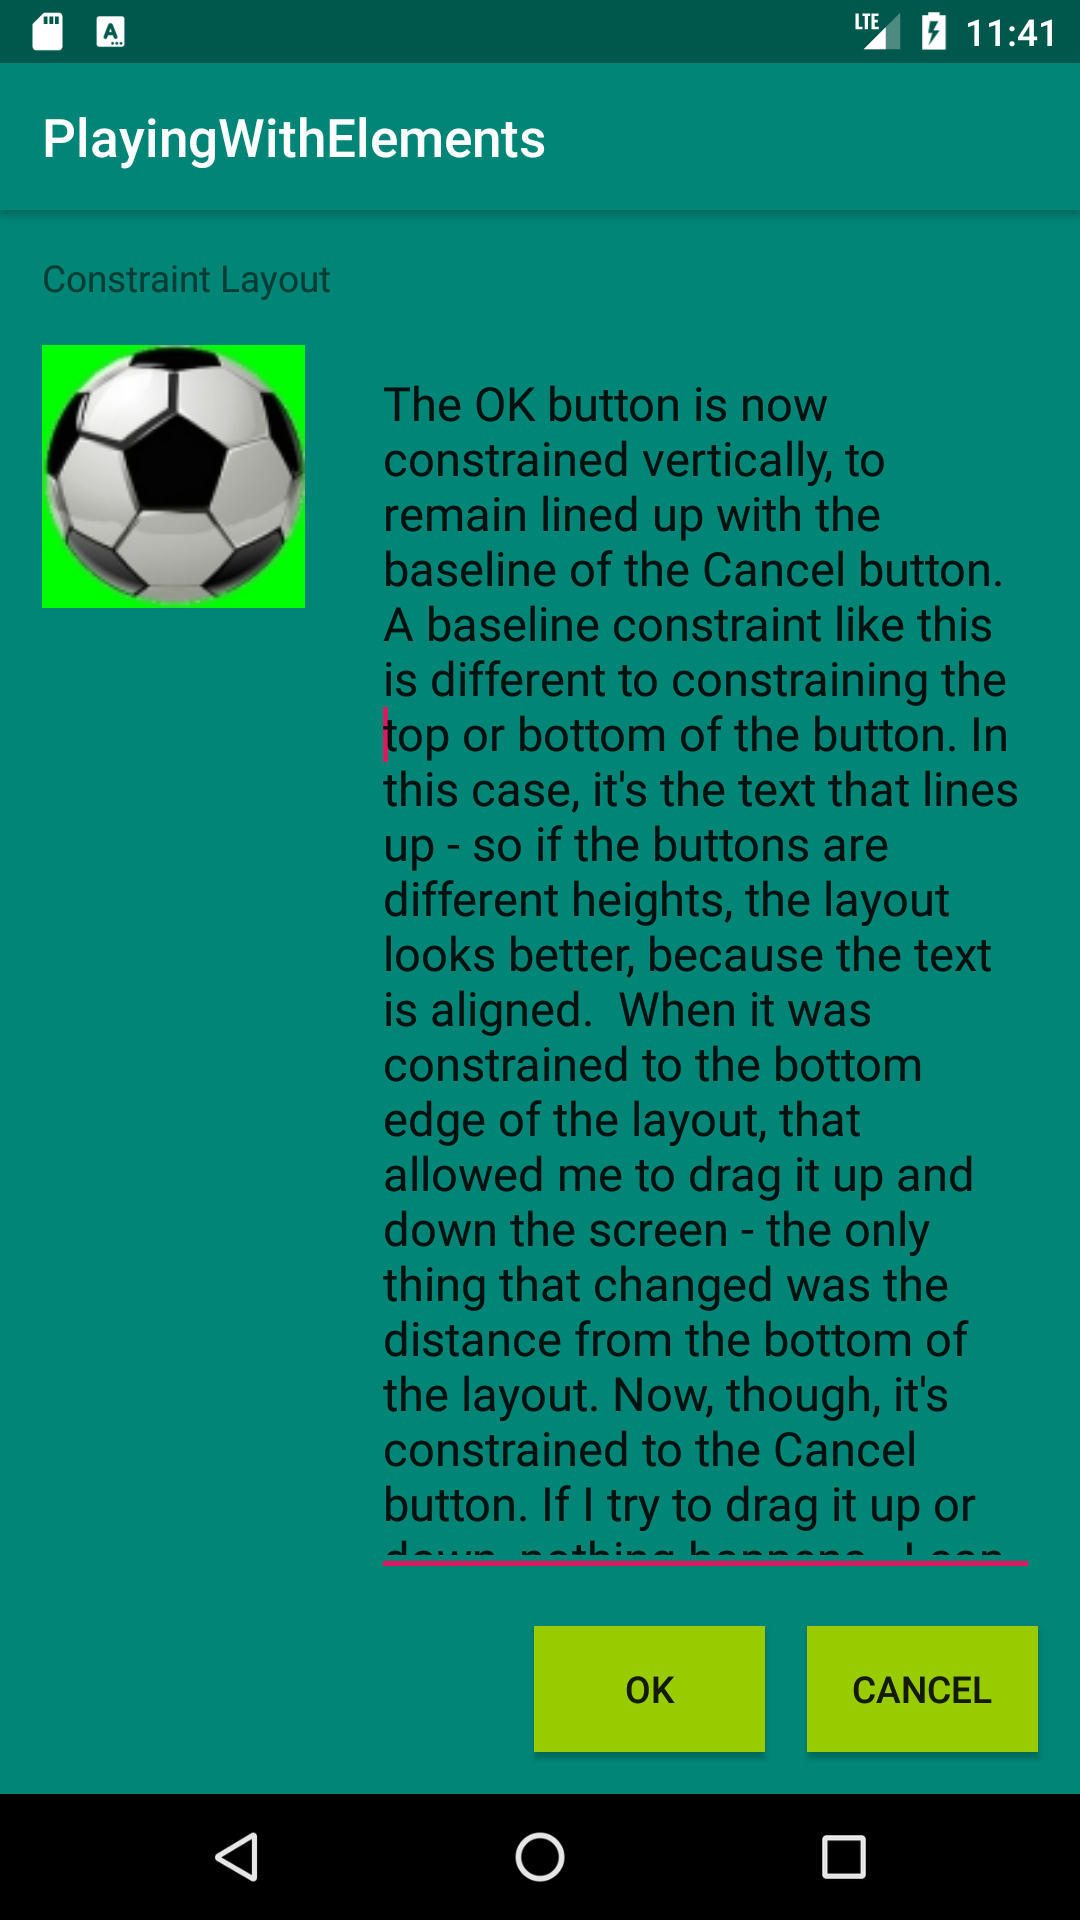 LTE 11:41
PlayingWithElements
Constraint Layout
The OK button is now
constrained vertically, to
remain lined up with the
baseline of the Cancel button.
A baseline constraint like this
is different to constraining the
top or bottom of the button. In
this case, it's the text that lines
up - so if the buttons are
different heights, the layout
looks better, because the text
is aligned.  When it was
constrained to the bottom
edge of the layout, that
allowed me to drag it up and
down the screen - the only
thing that changed was the
distance from the bottom of
the layout. Now, though, it's
constrained to the Cancel
button. If I try to drag it up or
down, nothing happens. I can
OK
CANCEL